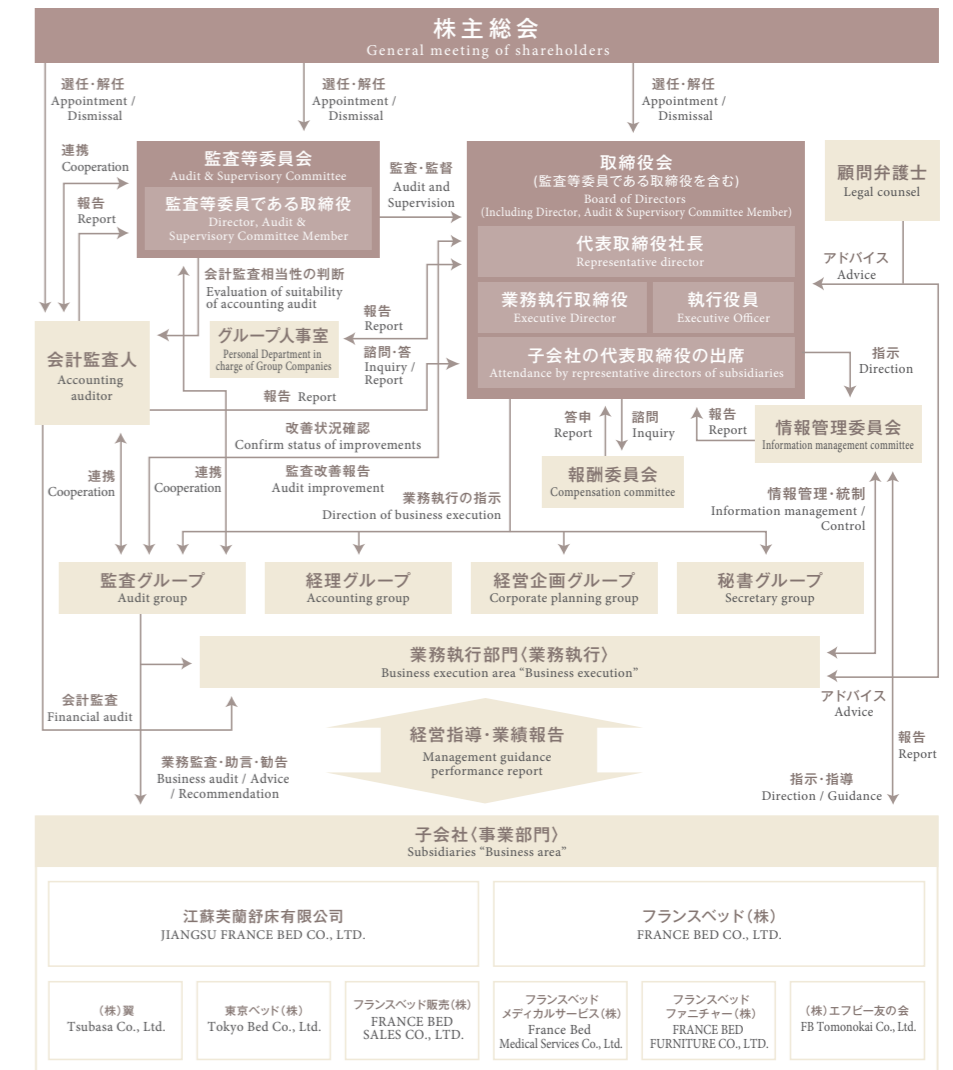 株主総会
General meeting of shareholders
選任・解任
Appointment /
Dismissal
選任・解任
Appointment /
Dismissal
選任・解任
Appointment /
Dismissal
連携
Cooperation
報告
Report
監査等委員会
Audit & Supervisory Committee
監査等委員である取締役
Director, Audit &
Supervisory Committee Member
監査・監督
Audit and
Supervision
取締役会
(監査等委員である取締役を含む)
Board of Directors
(Including Director, Audit & Supervisory Committee Member)
代表取締役社長
Representative director
業務執行取締役
Executive Director
執行役員
Executive Officer
子会社の代表取締役の出席
Attendance by representative directors of subsidiaries
顧問弁護士
Legal counsel
アドバイス
Advice
会計監査相当性の判断
Evaluation of suitability
of accounting audit
会計監査人
Accounting
auditor
グループ人事室
Personal Department in
charge of Group Companies
報告
Report
諮問・答
Inquiry /
Report
報告 Report
指示
Direction
改善状況確認
Confirm status of improvements
答申
Report
諮問
Inquiry
報告
Report
情報管理委員会
Information management committee
連携
Cooperation
連携
Cooperation
監査改善報告
Audit improvement
報酬委員会
Compensation committee
業務執行の指示
Direction of business execution
情報管理・統制
Information management /
Control
監査グループ
Audit group
経理グループ
Accounting group
経営企画グループ
Corporate planning group
秘書グループ
Secretary group
業務執行部門〈業務執行〉
Business execution area “Business execution”
会計監査
Financial audit
アドバイス
Advice
経営指導・業績報告
Management guidance
performance report
報告
Report
業務監査・助言・勧告
Business audit / Advice
/ Recommendation
指示・指導
Direction / Guidance
子会社〈事業部門〉
Subsidiaries “Business area”
江蘇芙蘭舒床有限公司
JIANGSU FRANCE BED CO., LTD.
フランスベッド(株)
FRANCE BED CO., LTD.
(株)翼
Tsubasa Co., Ltd.
東京ベッド(株)
Tokyo Bed Co., Ltd.
フランスベッド販売(株)
FRANCE BED
SALES CO., LTD.
フランスベッド
メディカルサービス(株)
France Bed
Medical Services Co., Ltd.
フランスベッド
ファニチャー(株)
FRANCE BED
FURNITURE CO., LTD.
(株)エフビー友の会
FB Tomonokai Co., Ltd.